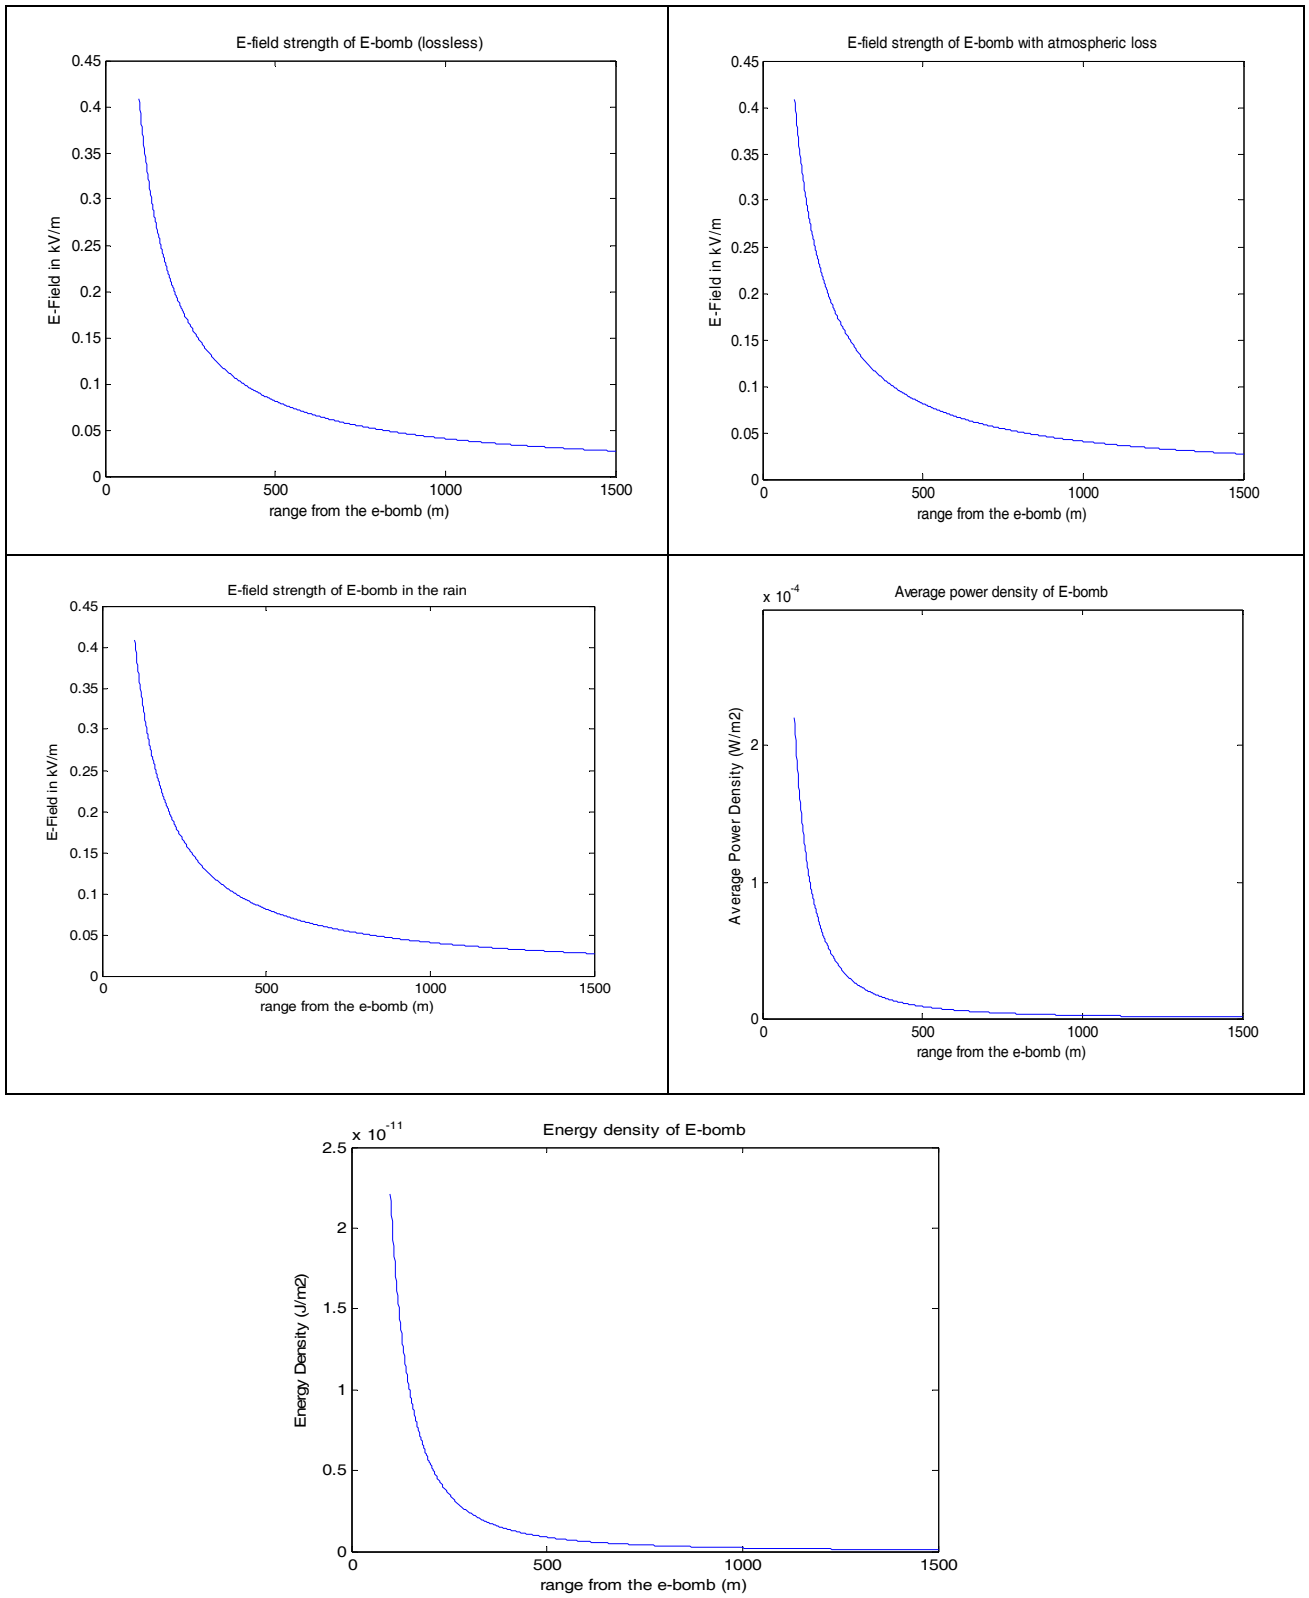 E-field strength of E-bomb (lossless)
0.45
0.4
0.35
0.3
0.25
0.2
0.15
0.1
0.05
0
E-Field in kV/m
0 500 1000 1500
range from the e-bomb (m)
E-field strength of E-bomb with atmospheric loss
0.45
0.4
0.35
0.3
0.25
0.2
0.15
0.1
0.05
0
E-Field in kV/m
0 500 1000 1500
range from the e-bomb (m)
E-field strength of E-bomb in the rain
0.45
0.4
0.35
0.3
0.25
0.2
0.15
0.1
0.05
0
E-Field in kV/m
0 500 1000 1500
range from the e-bomb (m)
Average power density of E-bomb
x 10-4
2
1
0
Average Power Density (W/m2)
0 500 1000 1500
range from the e-bomb (m)
Energy density of E-bomb
x 10-11
2.5
2
1.5
1
0.5
0
Energy Density (J/m2)
0 500 1000 1500
range from the e-bomb (m)